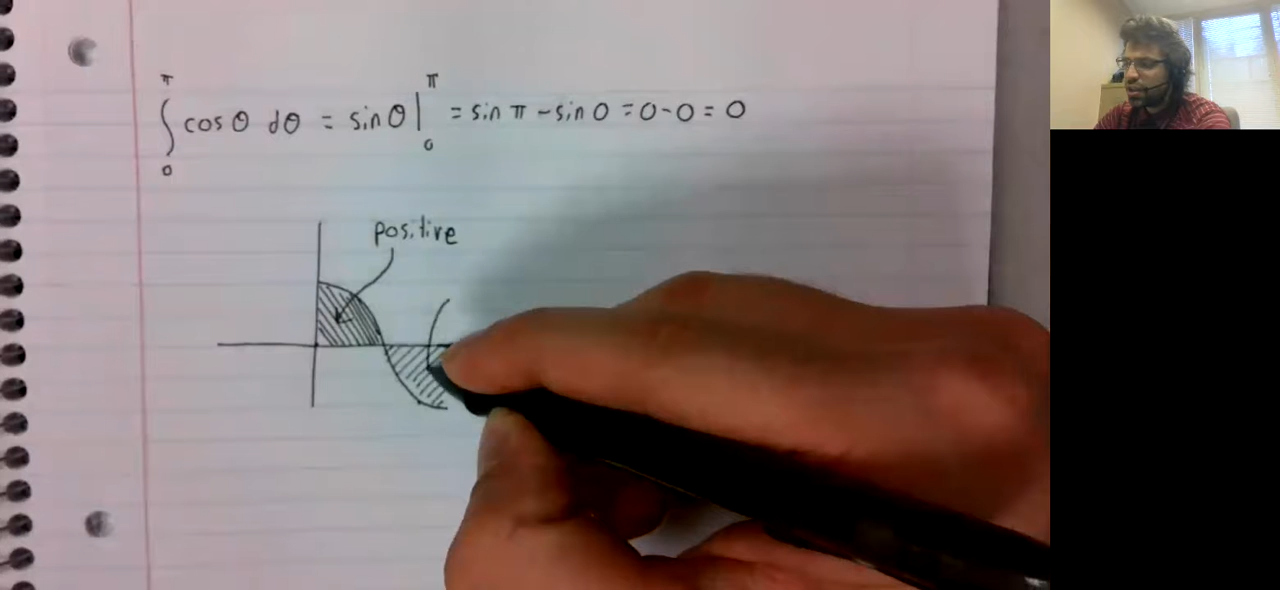 ∫₀^π cos θ dθ = sin θ |₀^π = sin π - sin 0 = 0 - 0 = 0
positive